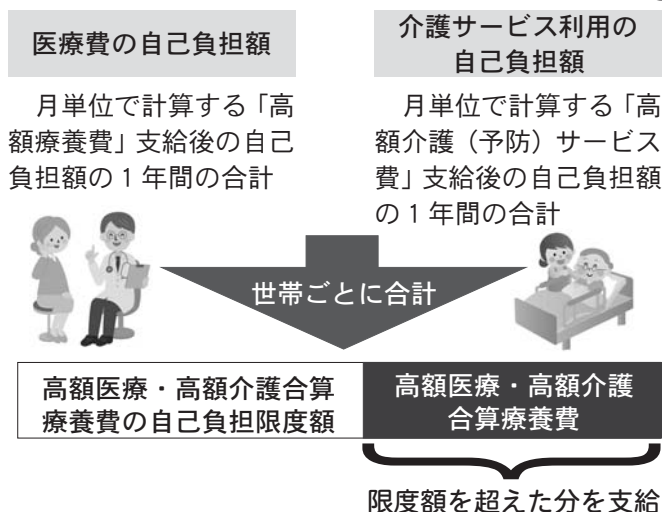 医療費の自己負担額
月単位で計算する「高
額療養費」支給後の自己
負担額の1年間の合計
介護サービス利用の
自己負担額
月単位で計算する「高
額介護（予防）サービス
費」支給後の自己負担額
の1年間の合計
世帯ごとに合計
高額医療・高額介護合算
療養費の自己負担限度額
高額医療・高額介護
合算療養費
限度額を超えた分を支給